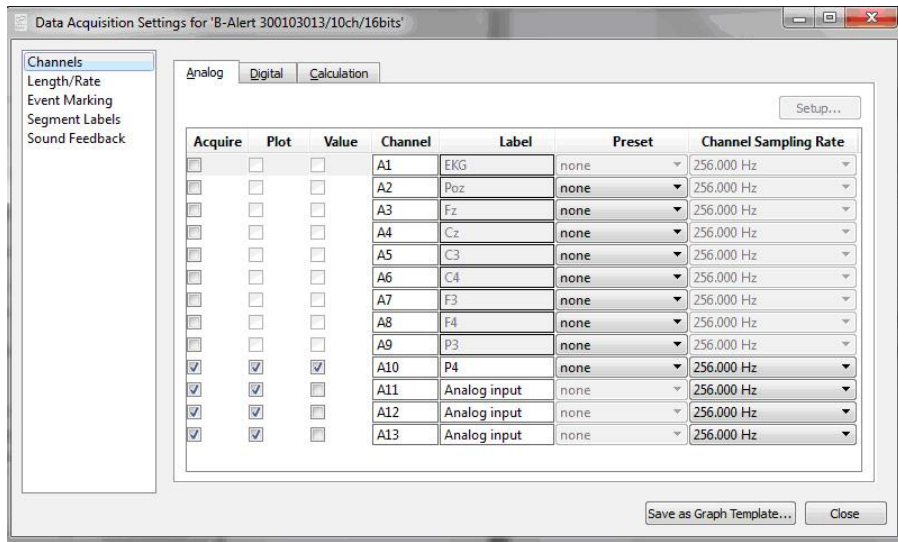 Data Acquisition Settings for 'B-Alert 300103013/10ch/16bits'
Channels
Length/Rate
Event Marking
Segment Labels
Sound Feedback
Analog Digital Calculation
Setup...
Acquire Plot Value Channel Label Preset Channel Sampling Rate
A1 EKG none 256.000 Hz
A2 Poz none 256.000 Hz
A3 Fz none 256.000 Hz
A4 Cz none 256.000 Hz
A5 C3 none 256.000 Hz
A6 C4 none 256.000 Hz
A7 F3 none 256.000 Hz
A8 F4 none 256.000 Hz
A9 P3 none 256.000 Hz
A10 P4 none 256.000 Hz
A11 Analog input none 256.000 Hz
A12 Analog input none 256.000 Hz
A13 Analog input none 256.000 Hz
Save as Graph Template... Close